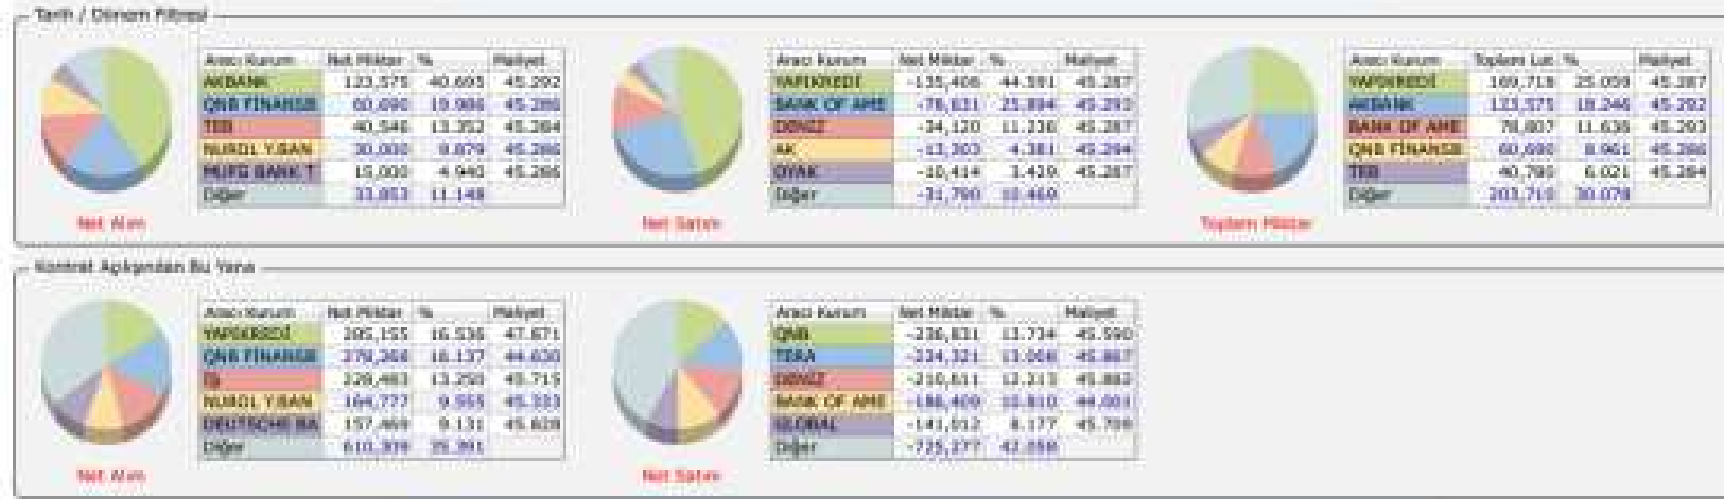 Tarih / Dönem Filtresi
Aracı Kurum Net Miktar % Maliyet
AKBANK 123,575 40.693 45.292
QNB FİNANSB 60,690 19.986 45.286
TEB 40,546 13.352 45.284
NUROL Y.BAN 30,000 9.879 45.286
MUFG BANK T 15,000 4.940 45.286
Diğer 33,853 11.148
Net Alım
Aracı Kurum Net Miktar % Maliyet
YAPIKREDİ -135,408 44.591 45.287
BANK OF AME -78,631 25.894 45.293
DENİZ -34,120 11.236 45.287
AK -13,303 4.381 45.294
OYAK -10,414 3.429 45.287
Diğer -31,790 10.469
Net Satım
Aracı Kurum Toplam Lot % Maliyet
YAPIKREDİ 169,718 25.059 45.287
AKBANK 123,575 18.246 45.292
BANK OF AME 78,807 11.636 45.293
QNB FİNANSB 60,690 8.961 45.286
TEB 40,780 6.021 45.284
Diğer 203,710 30.078
Toplam Miktar
Kontrat Açılışından Bu Yana
Aracı Kurum Net Miktar % Maliyet
YAPIKREDİ 285,155 16.536 47.671
QNB FİNANSB 278,268 16.137 44.630
İŞ 228,483 13.250 45.715
NUROL Y.BAN 164,777 9.555 45.333
DEUTSCHE BA 157,469 9.131 45.628
Diğer 610,309 35.391
Net Alım
Aracı Kurum Net Miktar % Maliyet
QNB -236,831 13.734 45.590
TERA -224,321 13.008 45.867
DENİZ -210,611 12.213 45.882
BANK OF AME -186,409 10.810 44.001
GLOBAL -141,012 8.177 45.709
Diğer -725,277 42.058
Net Satım